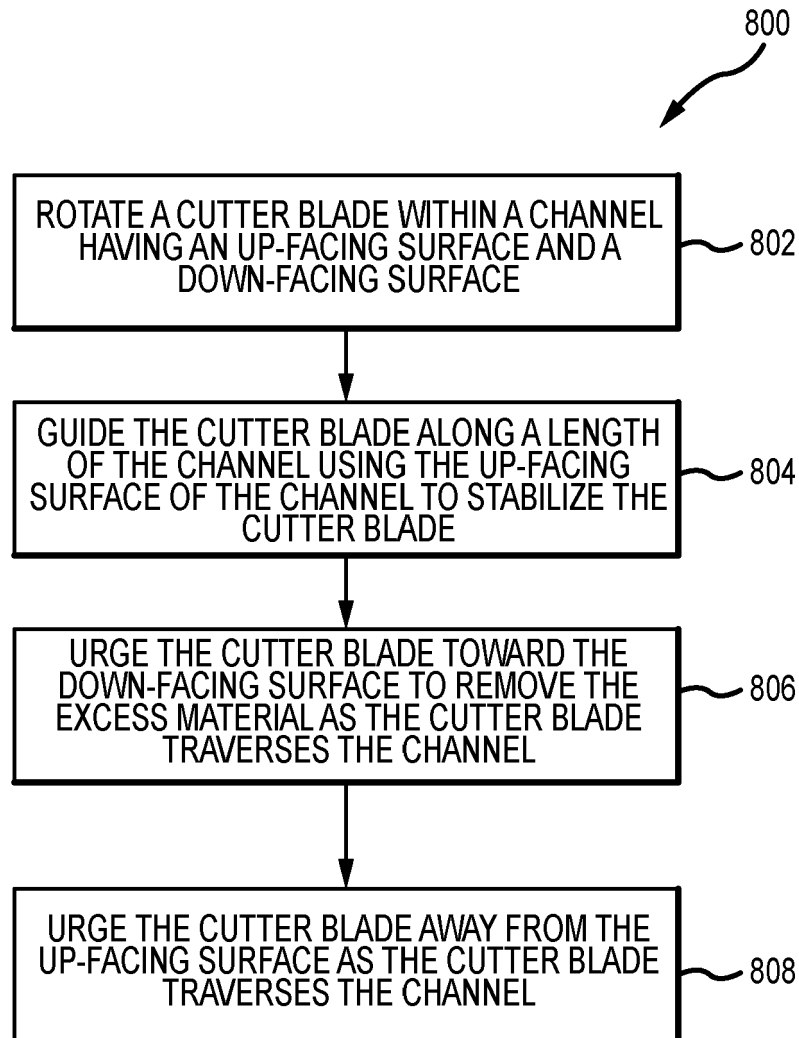 800
ROTATE A CUTTER BLADE WITHIN A CHANNEL
HAVING AN UP-FACING SURFACE AND A
DOWN-FACING SURFACE
802
GUIDE THE CUTTER BLADE ALONG A LENGTH
OF THE CHANNEL USING THE UP-FACING
SURFACE OF THE CHANNEL TO STABILIZE THE
CUTTER BLADE
804
URGE THE CUTTER BLADE TOWARD THE
DOWN-FACING SURFACE TO REMOVE THE
EXCESS MATERIAL AS THE CUTTER BLADE
TRAVERSES THE CHANNEL
806
URGE THE CUTTER BLADE AWAY FROM THE
UP-FACING SURFACE AS THE CUTTER BLADE
TRAVERSES THE CHANNEL
808